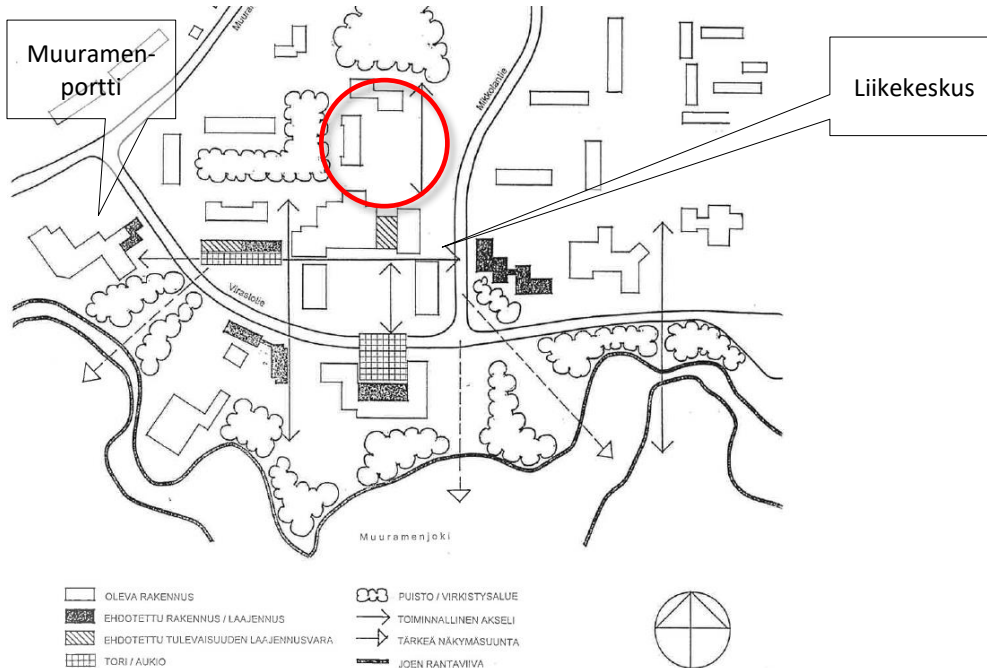 Muuramen-
portti
Mikkolantie
Liikekeskus
Virastotie
Muuramenjoki
OLEVA RAKENNUS
EHDOTETTU RAKENNUS / LAAJENNUS
EHDOTETTU TULEVAISUUDEN LAAJENNUSVARA
TORI / AUKIO
PUISTO / VIRKISTYSALUE
TOIMINNALLINEN AKSELI
TÄRKEÄ NÄKYMÄSUUNTA
JOEN RANTAVIIVA